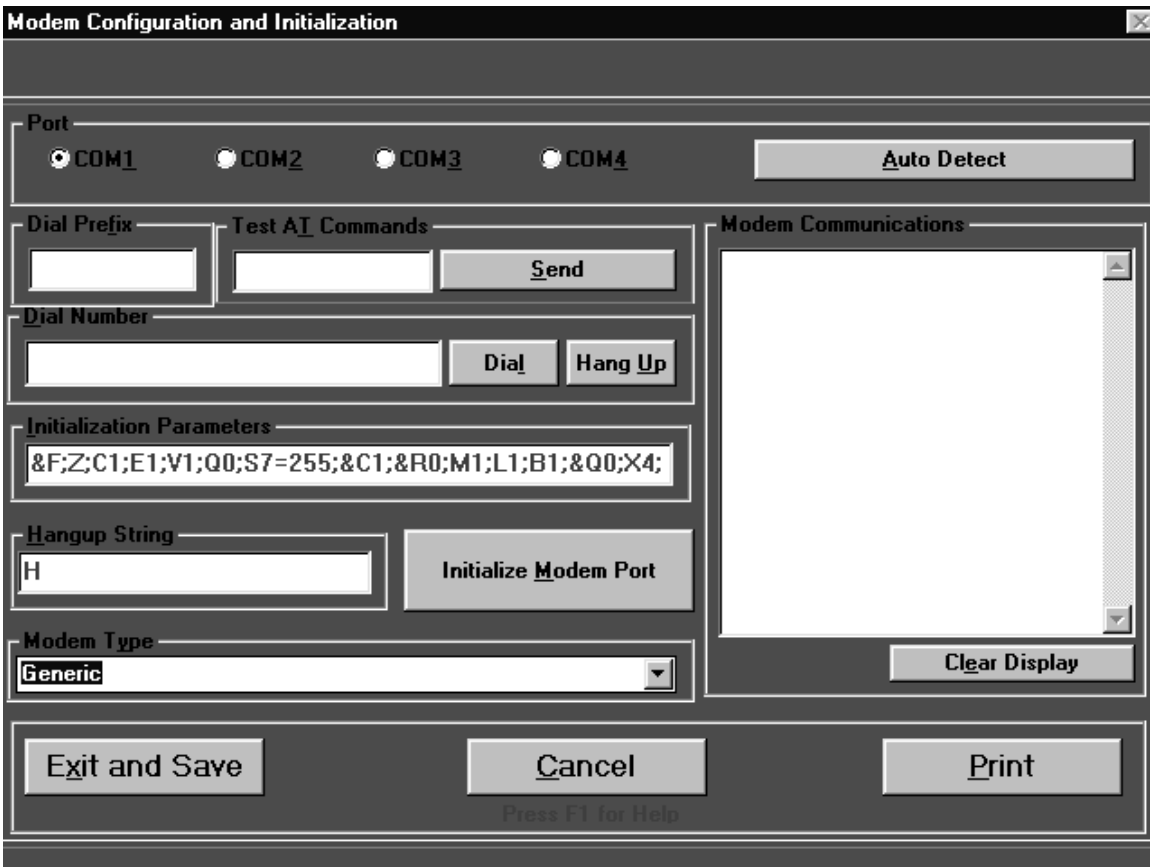 Modem Configuration and Initialization
Port
COM1 COM2 COM3 COM4 Auto Detect
Dial Prefix
Test AT Commands
Send
Dial Number
Dial Hang Up
Initialization Parameters
&F;Z;C1;E1;V1;Q0;S7=255;&C1;&R0;M1;L1;B1;&Q0;X4;
Hangup String
H
Initialize Modem Port
Modem Type
Generic
Modem Communications
Clear Display
Exit and Save Cancel Print
Press F1 for Help